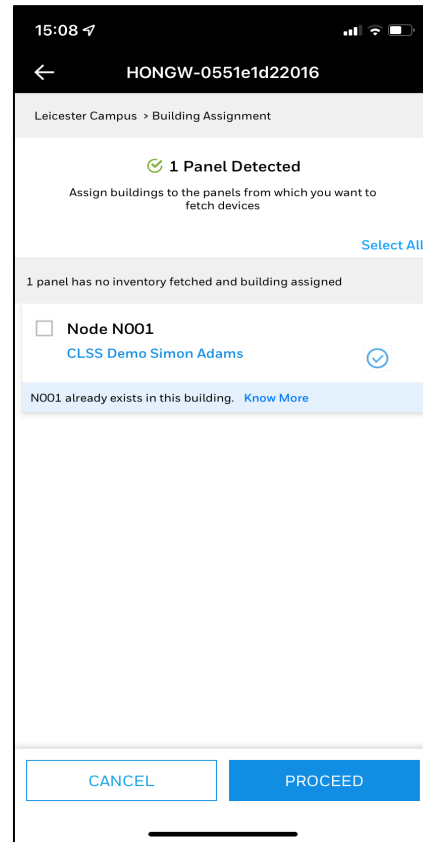 15:08
HONGW-0551e1d22016
Leicester Campus > Building Assignment
1 Panel Detected
Assign buildings to the panels from which you want to
fetch devices
Select All
1 panel has no inventory fetched and building assigned
Node N001
CLSS Demo Simon Adams
N001 already exists in this building. Know More
CANCEL
PROCEED